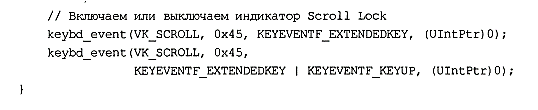 // Включаем или выключаем индикатор Scroll Lock
keybd_event(VK_SCROLL, 0x45, KEYEVENTF_EXTENDEDKEY, (UIntPtr)0);
keybd_event(VK_SCROLL, 0x45,
KEYEVENTF_EXTENDEDKEY | KEYEVENTF_KEYUP, (UIntPtr)0);
}